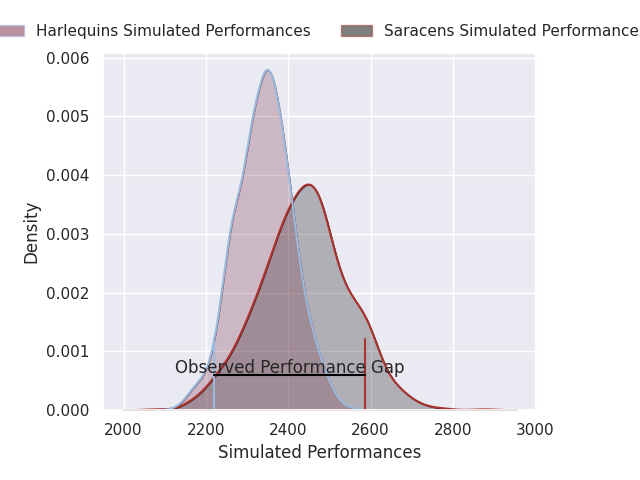 Harlequins Simulated Performances
Saracens Simulated Performance
0.006
0.005
0.004
0.003
0.002
0.001
0.000
Density
Observed Performance Gap
2000 2200 2400 2600 2800 3000
Simulated Performances